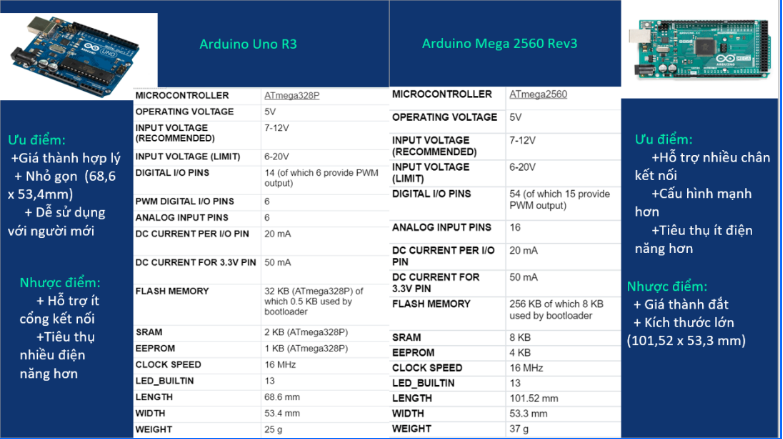 Arduino Uno R3
Arduino Mega 2560 Rev3
Ưu điểm:
+Giá thành hợp lý
+ Nhỏ gọn (68,6
x 53,4mm)
+ Dễ sử dụng
với người mới
Nhược điểm:
+ Hỗ trợ ít
cổng kết nối
+Tiêu thụ
nhiều điện
năng hơn
MICROCONTROLLER ATmega328P
OPERATING VOLTAGE 5V
INPUT VOLTAGE
(RECOMMENDED) 7-12V
INPUT VOLTAGE (LIMIT) 6-20V
DIGITAL I/O PINS 14 (of which 6 provide PWM
output)
PWM DIGITAL I/O PINS 6
ANALOG INPUT PINS 6
DC CURRENT PER I/O PIN 20 mA
DC CURRENT FOR 3.3V PIN 50 mA
FLASH MEMORY 32 KB (ATmega328P) of
which 0.5 KB used by
bootloader
SRAM 2 KB (ATmega328P)
EEPROM 1 KB (ATmega328P)
CLOCK SPEED 16 MHz
LED_BUILTIN 13
LENGTH 68.6 mm
WIDTH 53.4 mm
WEIGHT 25 g
MICROCONTROLLER ATmega2560
OPERATING VOLTAGE 5V
INPUT VOLTAGE
(RECOMMENDED) 7-12V
INPUT VOLTAGE
(LIMIT) 6-20V
DIGITAL I/O PINS 54 (of which 15 provide
PWM output)
ANALOG INPUT PINS 16
DC CURRENT PER I/O
PIN 20 mA
DC CURRENT FOR
3.3V PIN 50 mA
FLASH MEMORY 256 KB of which 8 KB
used by bootloader
SRAM 8 KB
EEPROM 4 KB
CLOCK SPEED 16 MHz
LED_BUILTIN 13
LENGTH 101.52 mm
WIDTH 53.3 mm
WEIGHT 37 g
Ưu điểm:
+Hỗ trợ nhiều chân
kết nối
+Cấu hình mạnh
hơn
+Tiêu thụ ít điện
năng hơn
Nhược điểm:
+ Giá thành đắt
+ Kích thước lớn
(101,52 x 53,3 mm)